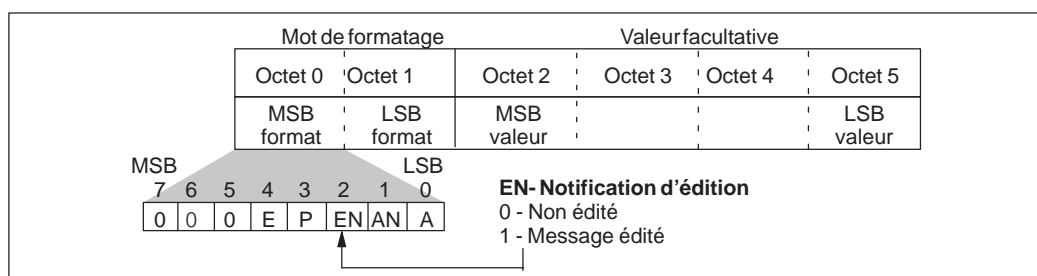 Mot de formatage Valeur facultative
Octet 0 Octet 1 Octet 2 Octet 3 Octet 4 Octet 5
MSB LSB MSB LSB
format format valeur valeur
MSB LSB
7 6 5 4 3 2 1 0
0 0 0 E P EN AN A
EN- Notification d'édition
0 - Non édité
1 - Message édité